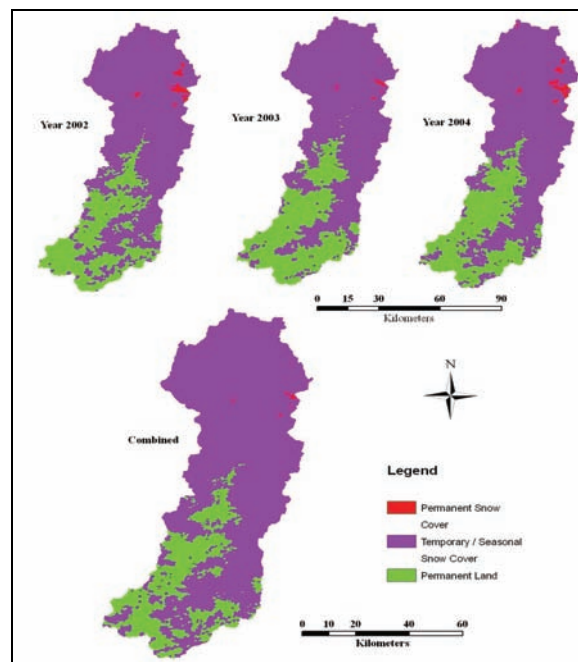 Year 2002
Year 2003
Year 2004
0 15 30 60 90
Kilometers
N
Combined
Legend
Permanent Snow
Cover
Temporary / Seasonal
Snow Cover
Permanent Land
0 10 20 40 60
Kilometers